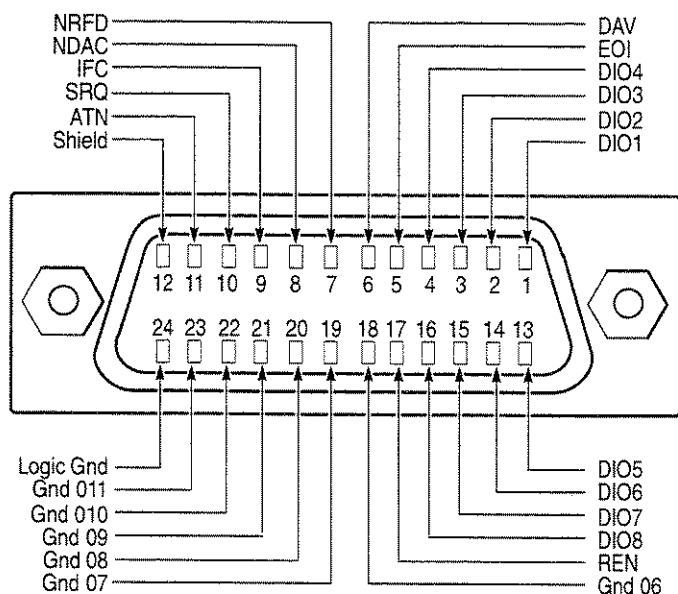 NRFD
NDAC
IFC
SRQ
ATN
Shield
DAV
EOI
DIO4
DIO3
DIO2
DIO1
12 11 10 9 8 7 6 5 4 3 2 1
24 23 22 21 20 19 18 17 16 15 14 13
Logic Gnd
Gnd 011
Gnd 010
Gnd 09
Gnd 08
Gnd 07
DIO5
DIO6
DIO7
DIO8
REN
Gnd 06